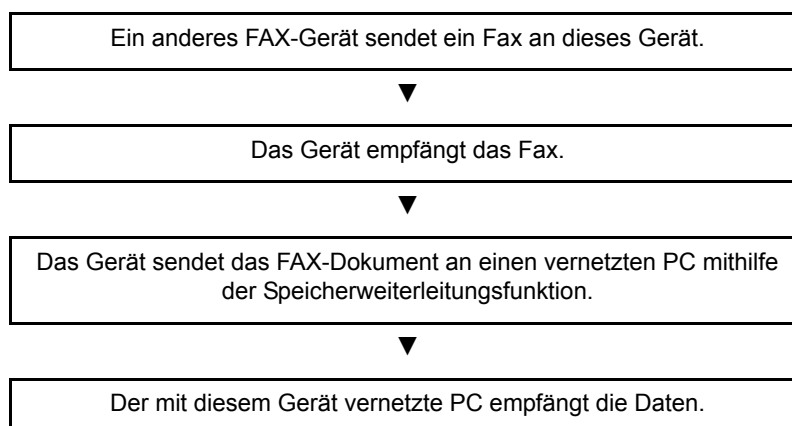 Ein anderes FAX-Gerät sendet ein Fax an dieses Gerät.
▼
Das Gerät empfängt das Fax.
▼
Das Gerät sendet das FAX-Dokument an einen vernetzten PC mithilfe
der Speicherweiterleitungsfunktion.
▼
Der mit diesem Gerät vernetzte PC empfängt die Daten.